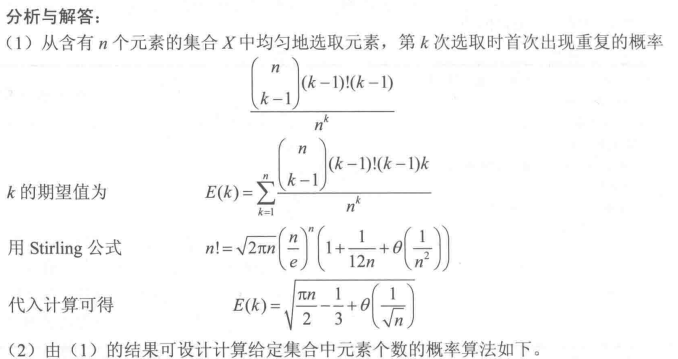 分析与解答:
(1) 从含有 n 个元素的集合 X 中均匀地选取元素,第 k 次选取时首次出现重复的概率
\frac{\binom{n}{k-1}(k-1)!(k-1)}{n^k}
k 的期望值为 E(k)=\sum_{k=1}^{n}\frac{\binom{n}{k-1}(k-1)!(k-1)k}{n^k}
用 Stirling 公式 n!=\sqrt{2\pi n}\left(\frac{n}{e}\right)^n\left(1+\frac{1}{12n}+\theta\left(\frac{1}{n^2}\right)\right)
代入计算可得 E(k)=\sqrt{\frac{\pi n}{2}-\frac{1}{3}+\theta\left(\frac{1}{\sqrt{n}}\right)}
(2) 由(1)的结果可设计计算给定集合中元素个数的概率算法如下。